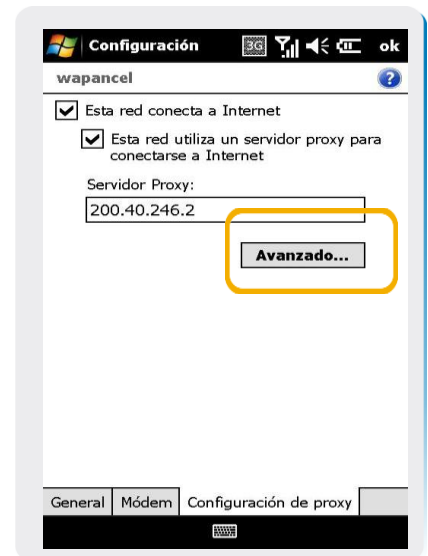 Configuración 3G ok
wapancel ?
Esta red conecta a Internet
Esta red utiliza un servidor proxy para
conectarse a Internet
Servidor Proxy:
200.40.246.2
Avanzado...
General Módem Configuración de proxy